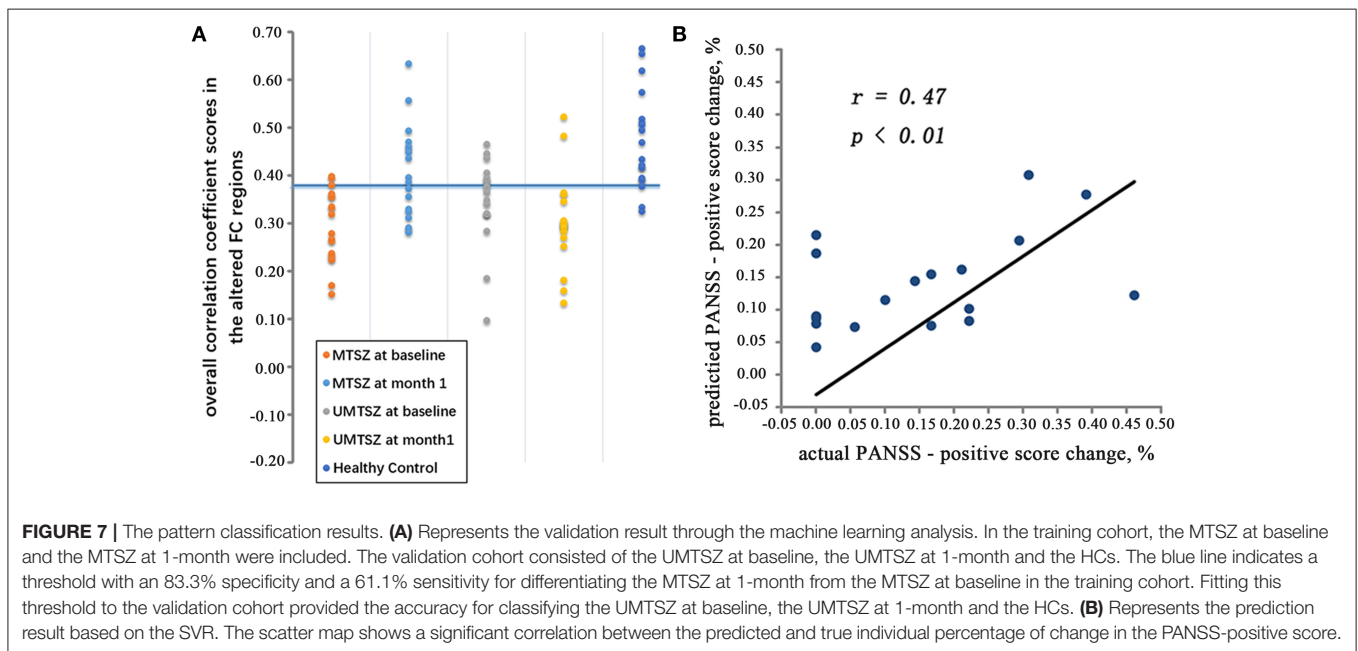 A
overall correlation coefficient scores in
the altered FC regions
0.70
0.60
0.50
0.40
0.30
0.20
0.10
0.00
-0.10
-0.20
MTSZ at baseline
MTSZ at month 1
UMTSZ at baseline
UMTSZ at month1
Healthy Control
B
predictied PANSS - positive score change, %
0.50
0.45
0.40
0.35
0.30
0.25
0.20
0.15
0.10
0.05
0.00
-0.05
r = 0.47
p < 0.01
-0.05 0.00 0.05 0.10 0.15 0.20 0.25 0.30 0.35 0.40 0.45 0.50
actual PANSS - positive score change, %
FIGURE 7 | The pattern classification results. (A) Represents the validation result through the machine learning analysis. In the training cohort, the MTSZ at baseline
and the MTSZ at 1-month were included. The validation cohort consisted of the UMTSZ at baseline, the UMTSZ at 1-month and the HCs. The blue line indicates a
threshold with an 83.3% specificity and a 61.1% sensitivity for differentiating the MTSZ at 1-month from the MTSZ at baseline in the training cohort. Fitting this
threshold to the validation cohort provided the accuracy for classifying the UMTSZ at baseline, the UMTSZ at 1-month and the HCs. (B) Represents the prediction
result based on the SVR. The scatter map shows a significant correlation between the predicted and true individual percentage of change in the PANSS-positive score.